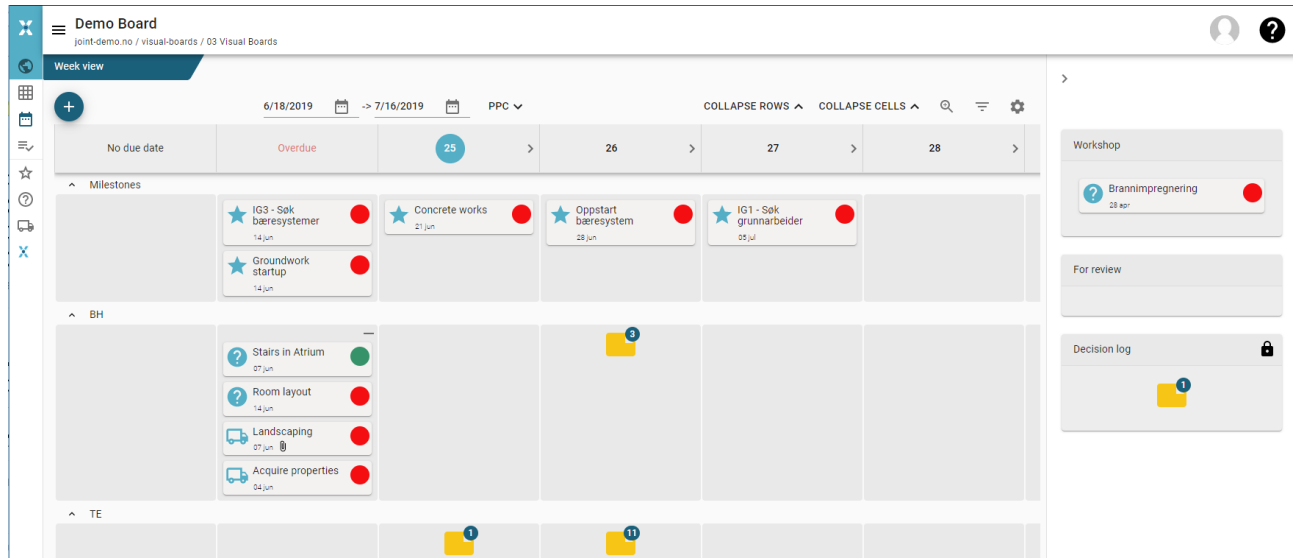 Demo Board
joint-demo.no / visual-boards / 03 Visual Boards
Week view
6/18/2019 -> 7/16/2019 PPC COLLAPSE ROWS COLLAPSE CELLS
No due date Overdue 25 26 27 28
Milestones
IG3 - Søk
bæresystemer
14 jun
Groundwork
startup
14 jun
Concrete works
21 jun
Oppstart
bæresystem
28 jun
IG1 - Søk
grunnarbeider
05 jul
BH
Stairs in Atrium
07 jun
Room layout
14 jun
Landscaping
07 jun
Acquire properties
04 jun
3
TE
1
11
Workshop
Brannimpregnering
28 apr
For review
Decision log
1